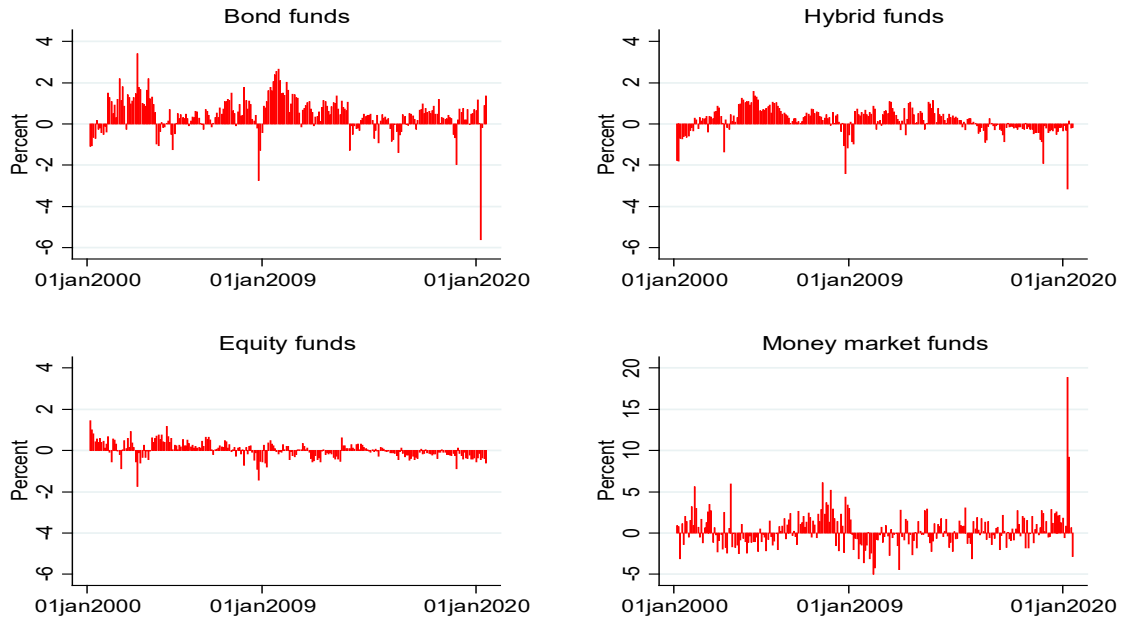 Bond funds
Percent
4
2
0
-2
-4
-6
01jan2000 01jan2009 01jan2020
Hybrid funds
Percent
4
2
0
-2
-4
-6
01jan2000 01jan2009 01jan2020
Equity funds
Percent
4
2
0
-2
-4
-6
01jan2000 01jan2009 01jan2020
Money market funds
Percent
20
15
10
5
0
-5
01jan2000 01jan2009 01jan2020